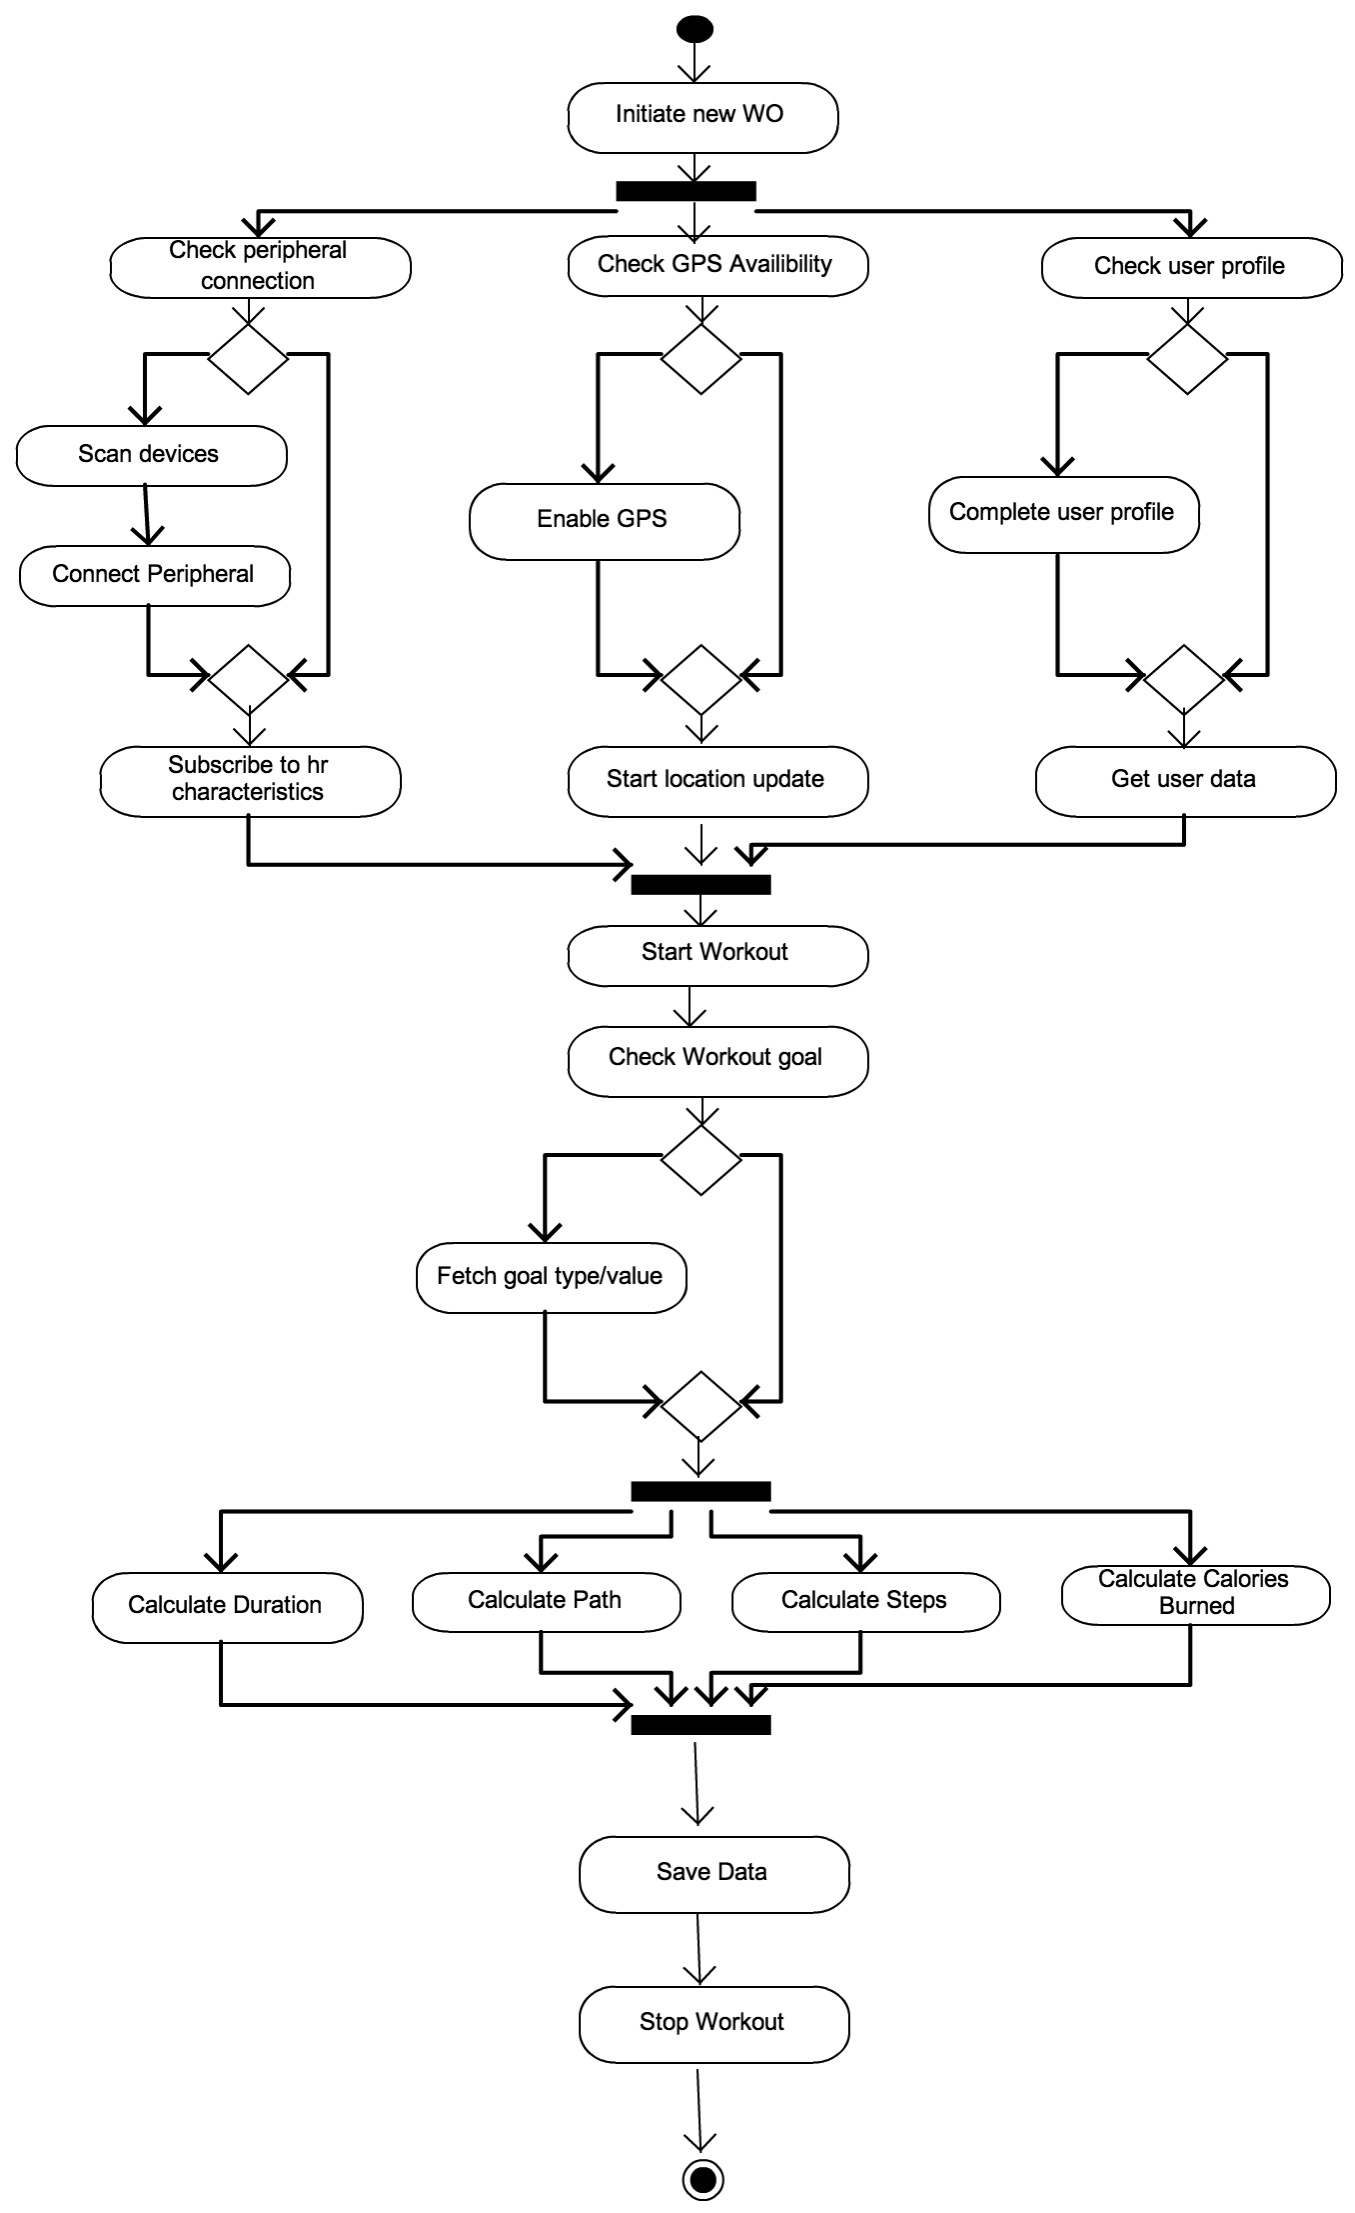 Initiate new WO
Check peripheral
connection
Check GPS Availibility
Check user profile
Scan devices
Enable GPS
Complete user profile
Connect Peripheral
Subscribe to hr
characteristics
Start location update
Get user data
Start Workout
Check Workout goal
Fetch goal type/value
Calculate Duration
Calculate Path
Calculate Steps
Calculate Calories
Burned
Save Data
Stop Workout